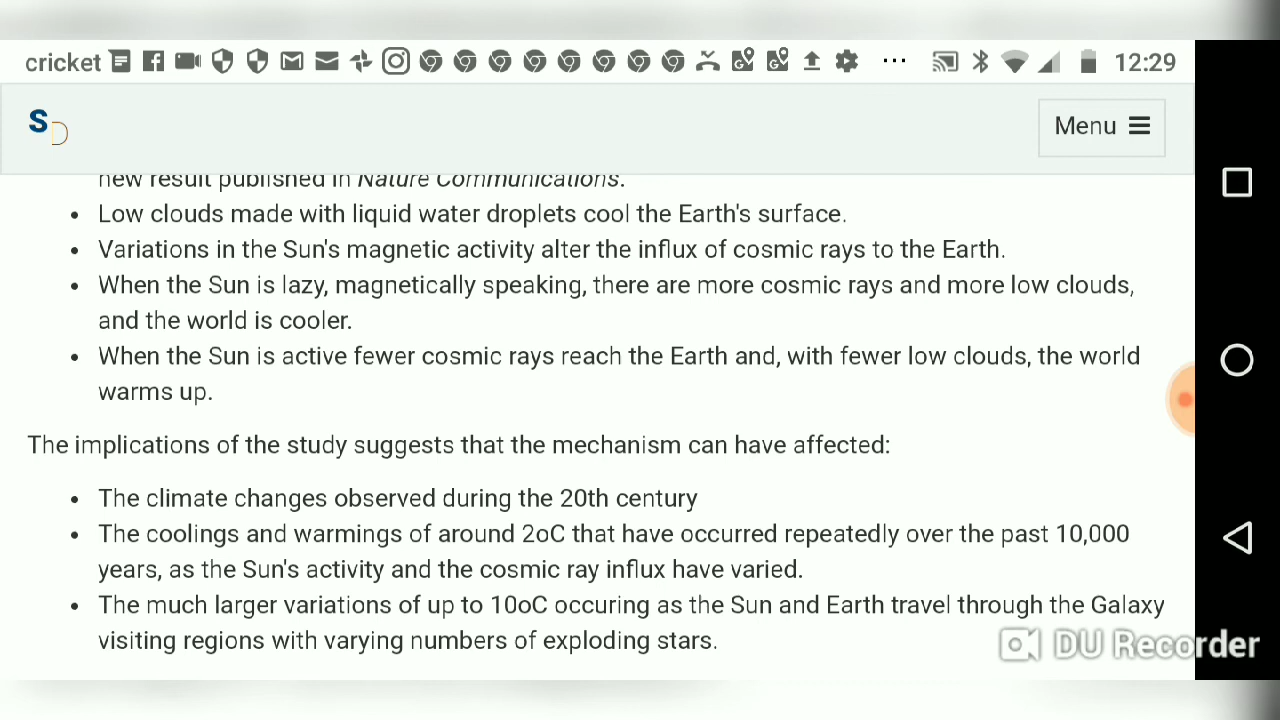 cricket 12:29
S D
Menu
new result published in Nature Communications.
• Low clouds made with liquid water droplets cool the Earth's surface.
• Variations in the Sun's magnetic activity alter the influx of cosmic rays to the Earth.
• When the Sun is lazy, magnetically speaking, there are more cosmic rays and more low clouds,
and the world is cooler.
• When the Sun is active fewer cosmic rays reach the Earth and, with fewer low clouds, the world
warms up.
The implications of the study suggests that the mechanism can have affected:
• The climate changes observed during the 20th century
• The coolings and warmings of around 2oC that have occurred repeatedly over the past 10,000
years, as the Sun's activity and the cosmic ray influx have varied.
• The much larger variations of up to 10oC occuring as the Sun and Earth travel through the Galaxy
visiting regions with varying numbers of exploding stars.
DU Recorder